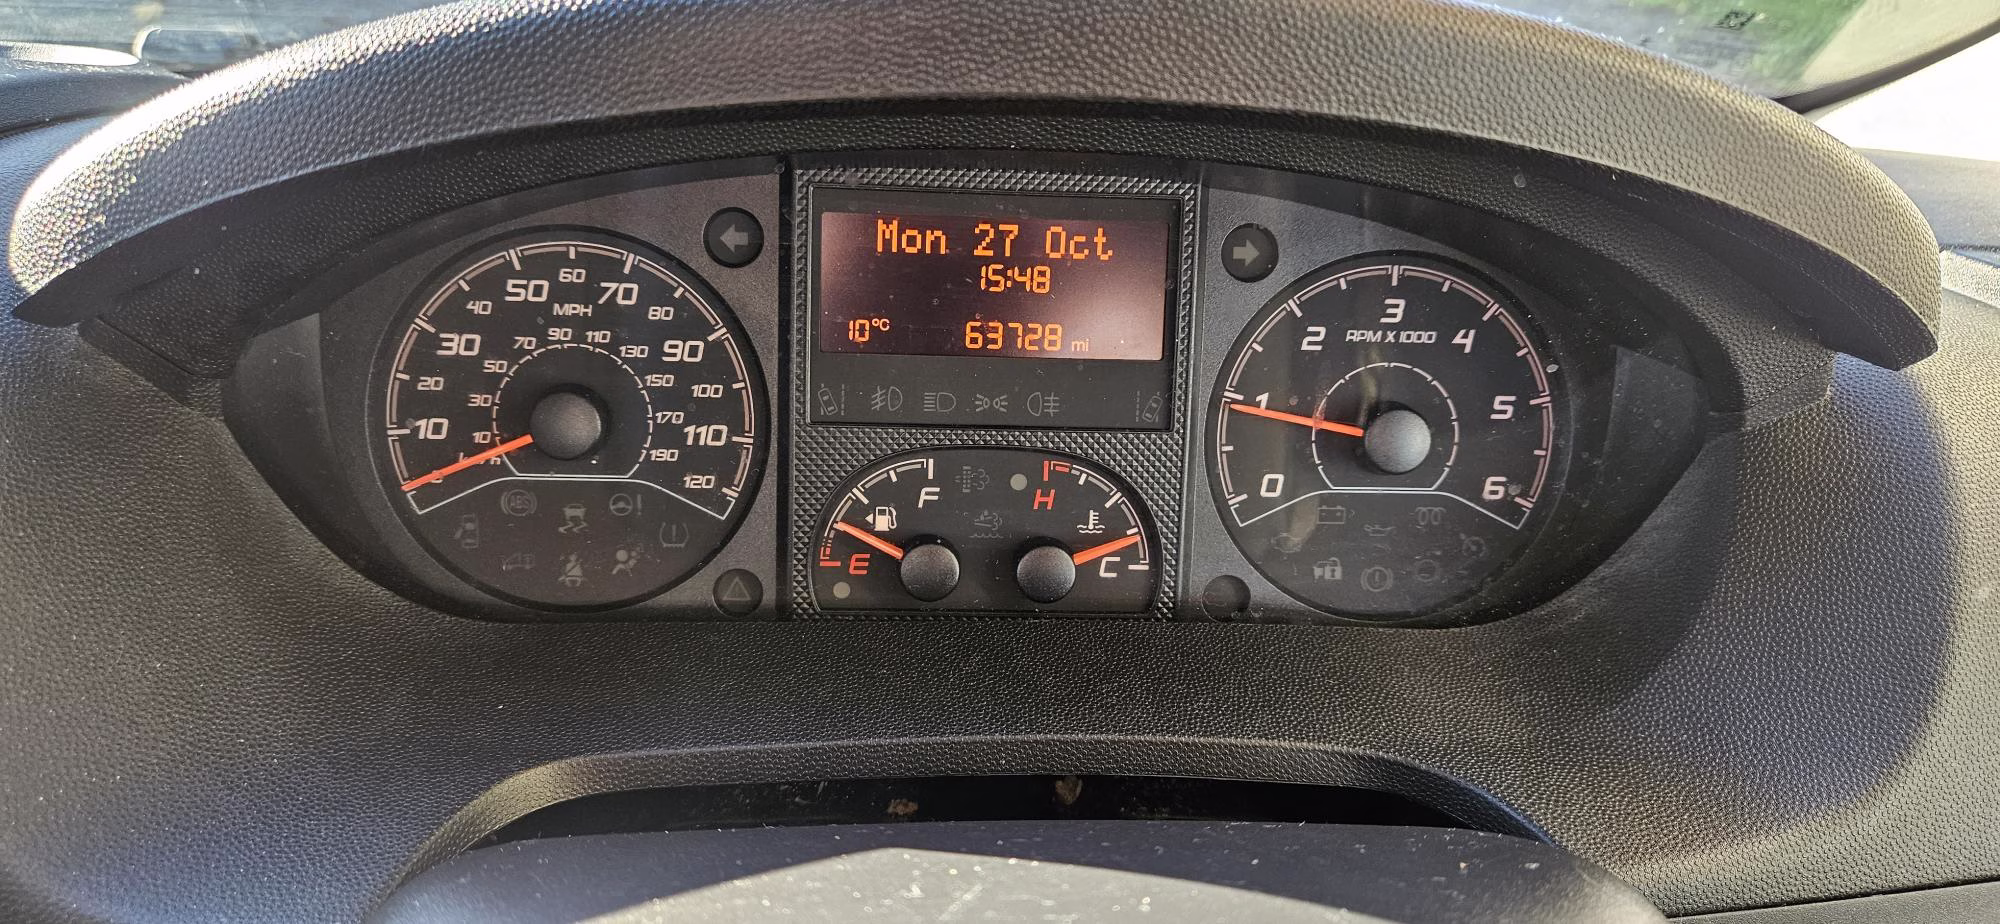 Mon 27 Oct
15:48
10°C 63728 mi
10 20 30 40 50 60 70 80 90 100 110 120
MPH
10 30 50 70 90 110 130 150 170 190
km/h
0 1 2 3 4 5 6
RPM X 1000
E F
H C
ABS